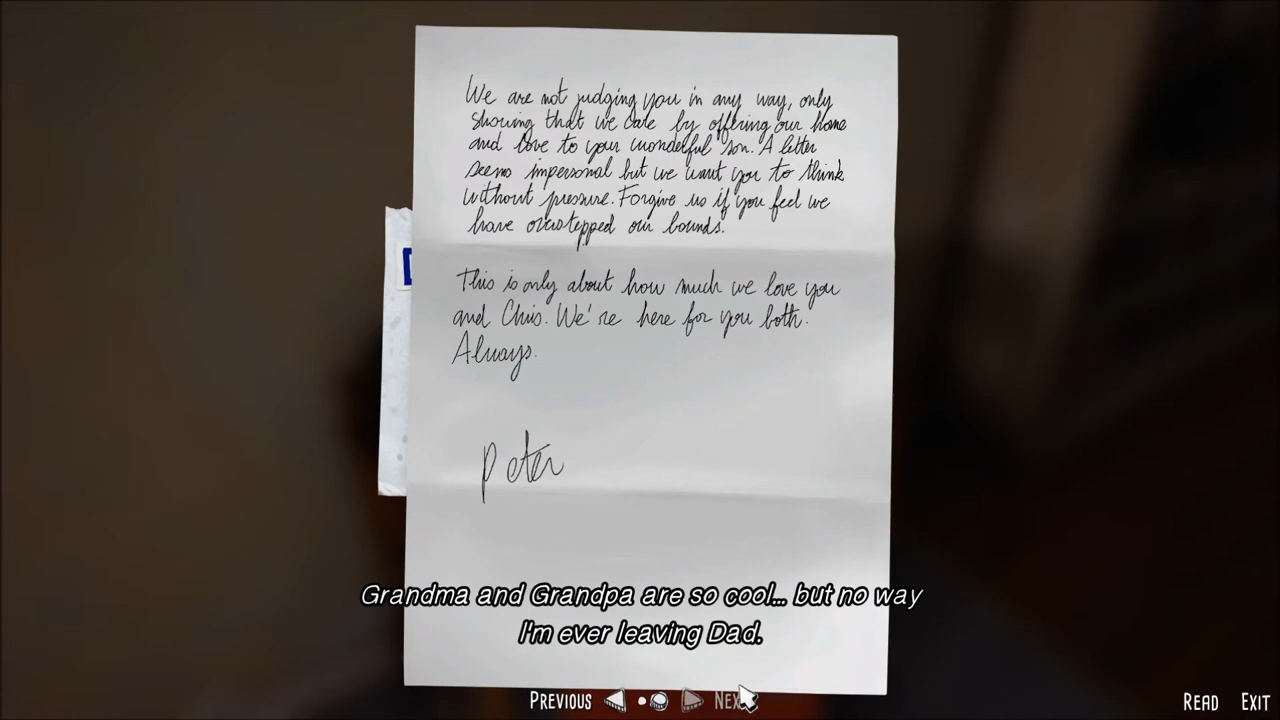 We are not judging you in any way, only
showing that we care by offering our home
and love to your wonderful son. A letter
seems impersonal but we want you to think
without pressure. Forgive us if you feel we
have overstepped our bounds.
This is only about how much we love you
and Chris. We're here for you both.
Always.
Peter
Grandma and Grandpa are so cool... but no way
I'm ever leaving Dad.
PREVIOUS
READ EXIT